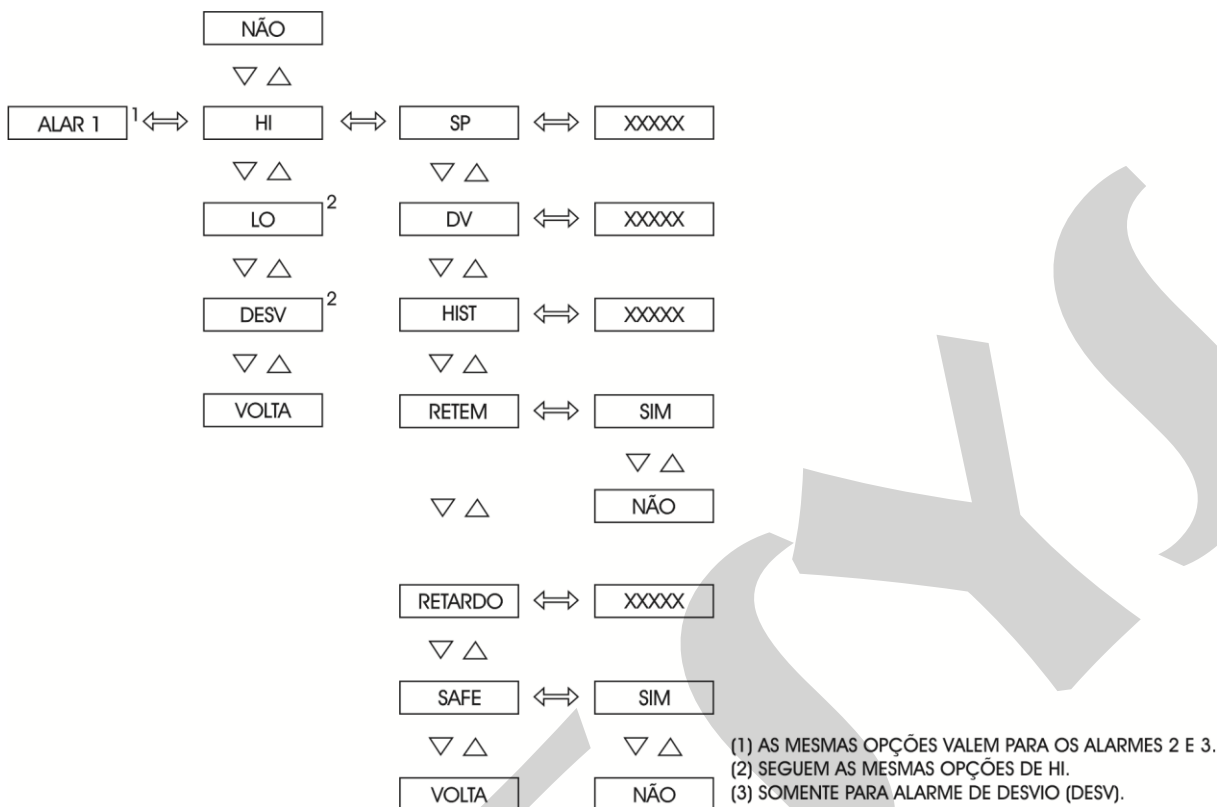 NÃO
ALAR 1 1 HI SP XXXXX
LO 2 DV XXXXX
DESV 2 HIST XXXXX
VOLTA RETEM SIM
NÃO
RETARDO XXXXX
SAFE SIM
VOLTA NÃO
(1) AS MESMAS OPÇÕES VALEM PARA OS ALARMES 2 E 3.
(2) SEGUEM AS MESMAS OPÇÕES DE HI.
(3) SOMENTE PARA ALARME DE DESVIO (DESV).